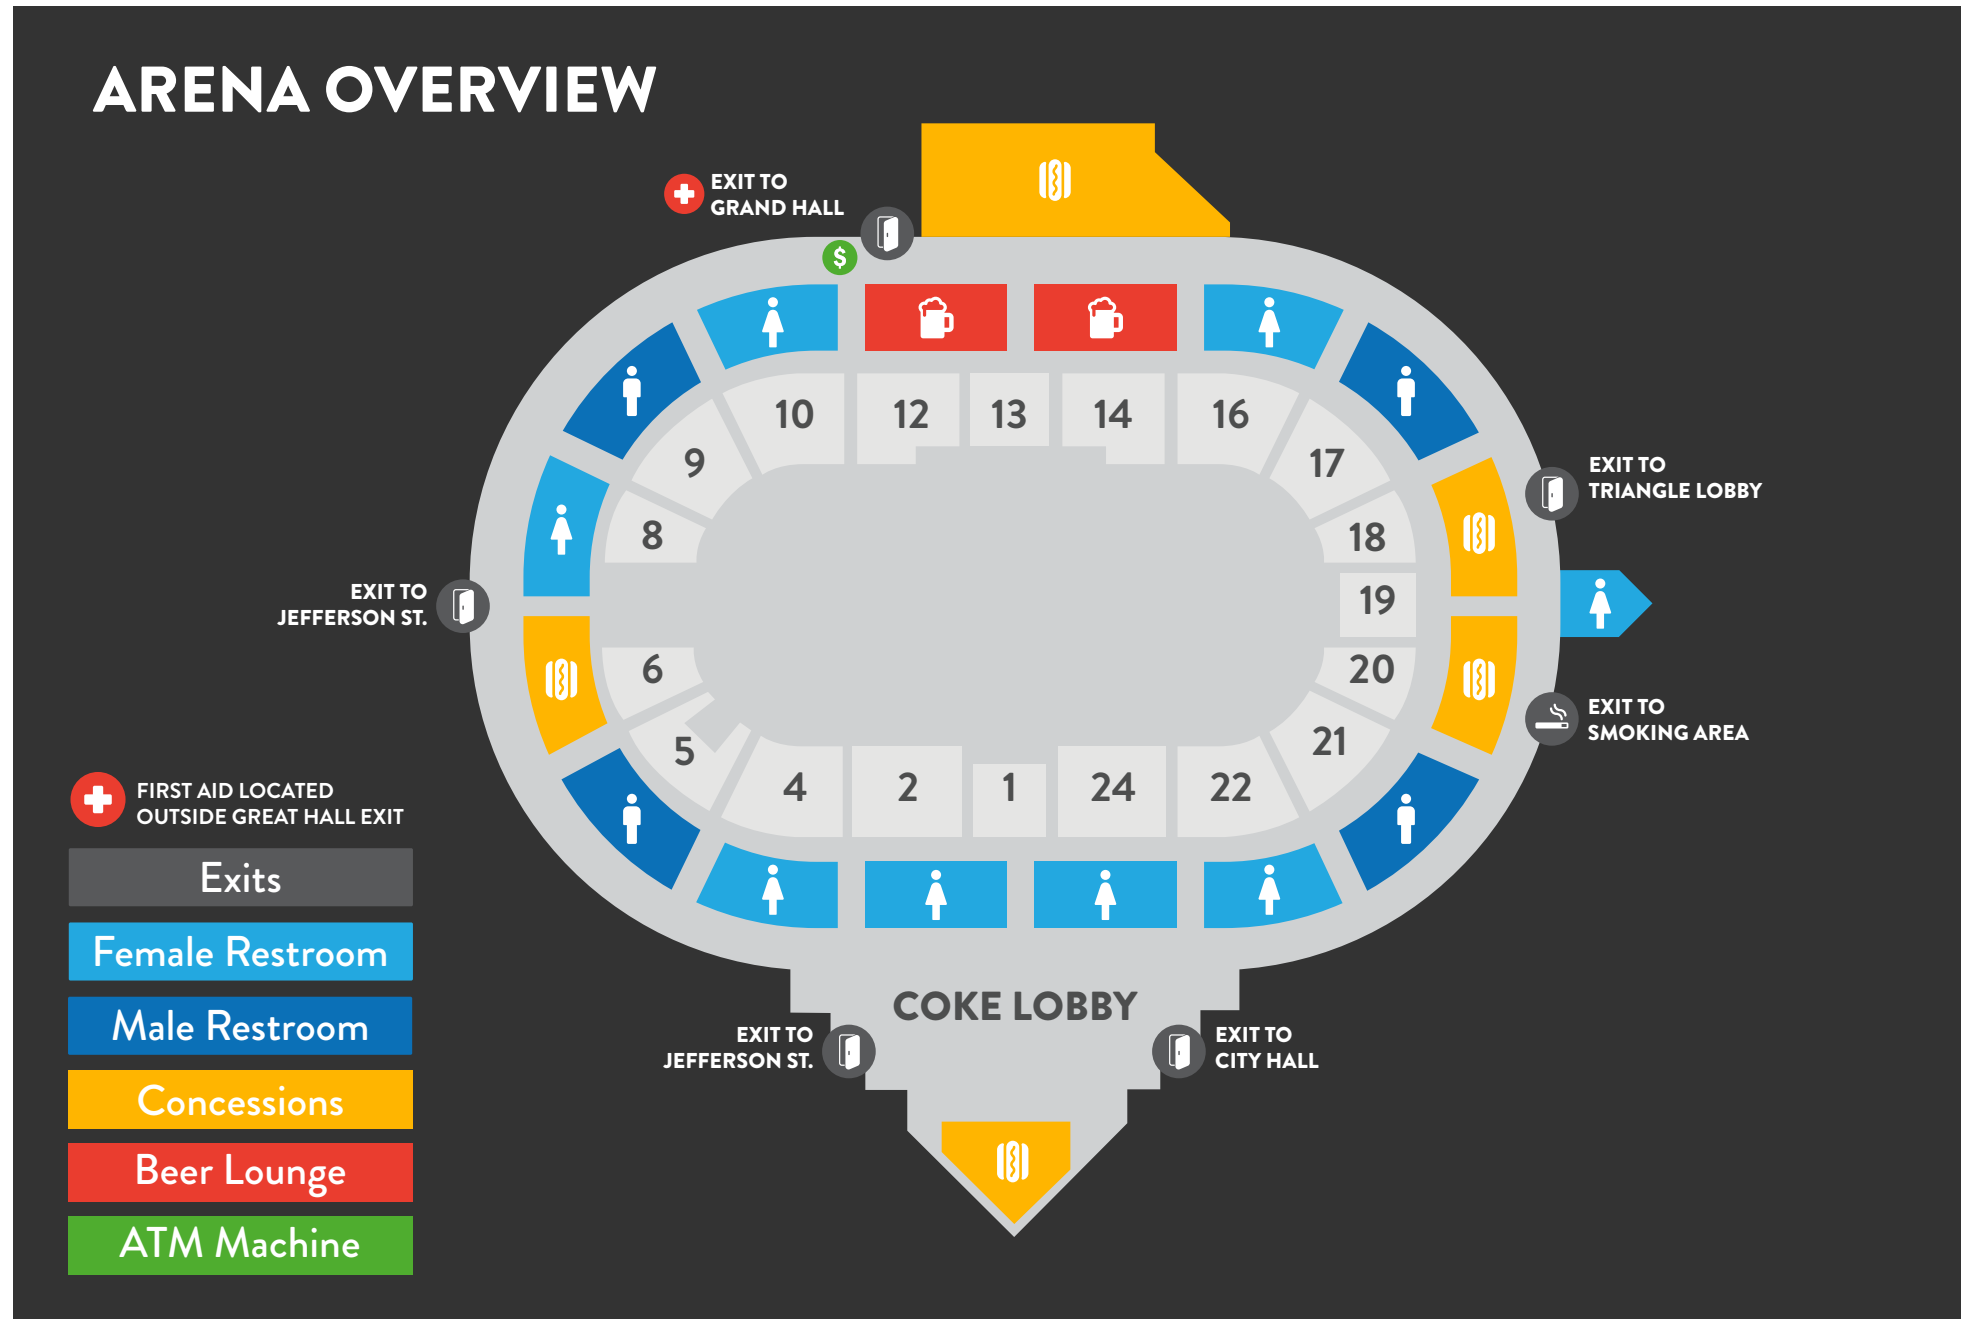 ARENA OVERVIEW
EXIT TO
GRAND HALL
$
10
12
13
14
16
9
17
8
18
EXIT TO
TRIANGLE LOBBY
19
EXIT TO
JEFFERSON ST.
6
20
EXIT TO
SMOKING AREA
5
21
4
2
1
24
22
FIRST AID LOCATED
OUTSIDE GREAT HALL EXIT
Exits
Female Restroom
Male Restroom
Concessions
Beer Lounge
ATM Machine
COKE LOBBY
EXIT TO
JEFFERSON ST.
EXIT TO
CITY HALL